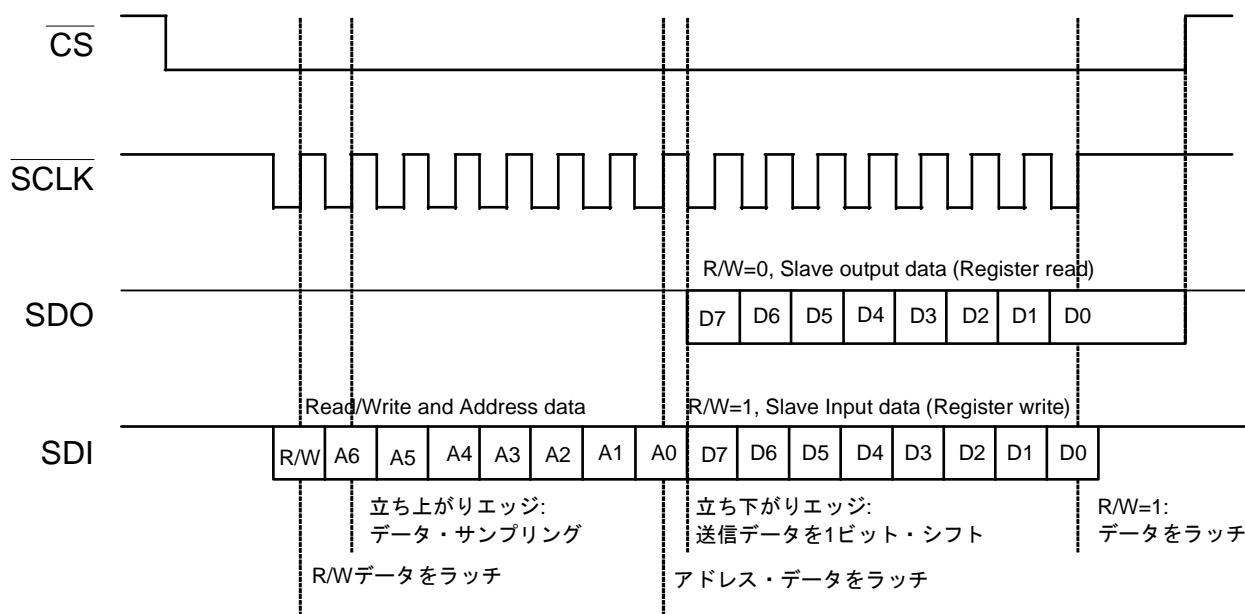 CS
SCLK
R/W=0, Slave output data (Register read)
SDO
D7 D6 D5 D4 D3 D2 D1 D0
Read/Write and Address data
R/W=1, Slave Input data (Register write)
SDI
R/W A6 A5 A4 A3 A2 A1 A0 D7 D6 D5 D4 D3 D2 D1 D0
立ち上がりエッジ:
データ・サンプリング
立ち下がりエッジ:
送信データを1ビット・シフト
R/W=1:
データをラッチ
R/Wデータをラッチ
アドレス・データをラッチ